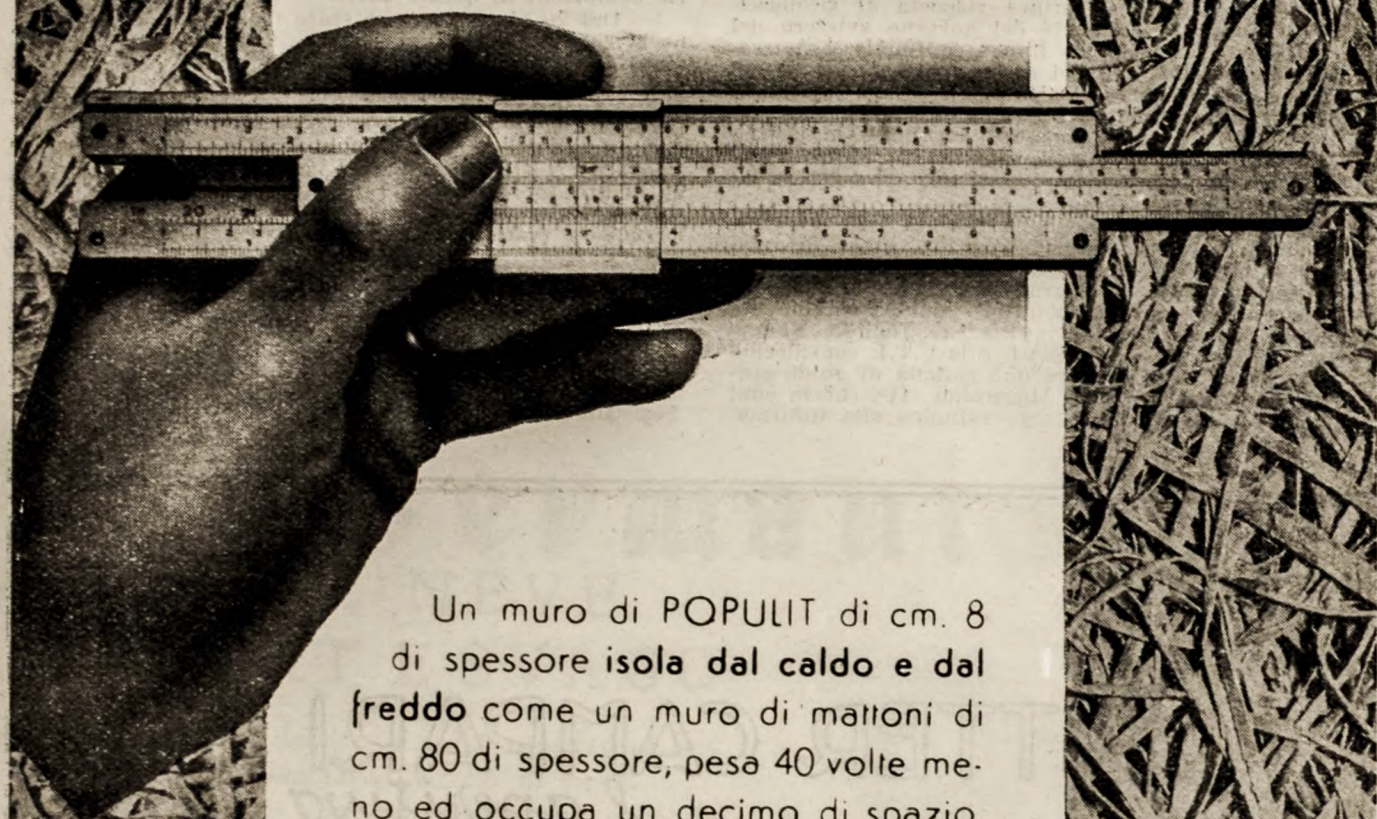 Un muro di POPULIT di cm. 8
di spessore isola dal caldo e dal
freddo come un muro di mattoni di
cm. 80 di spessore, pesa 40 volte me-
no ed occupa un decimo di spazio